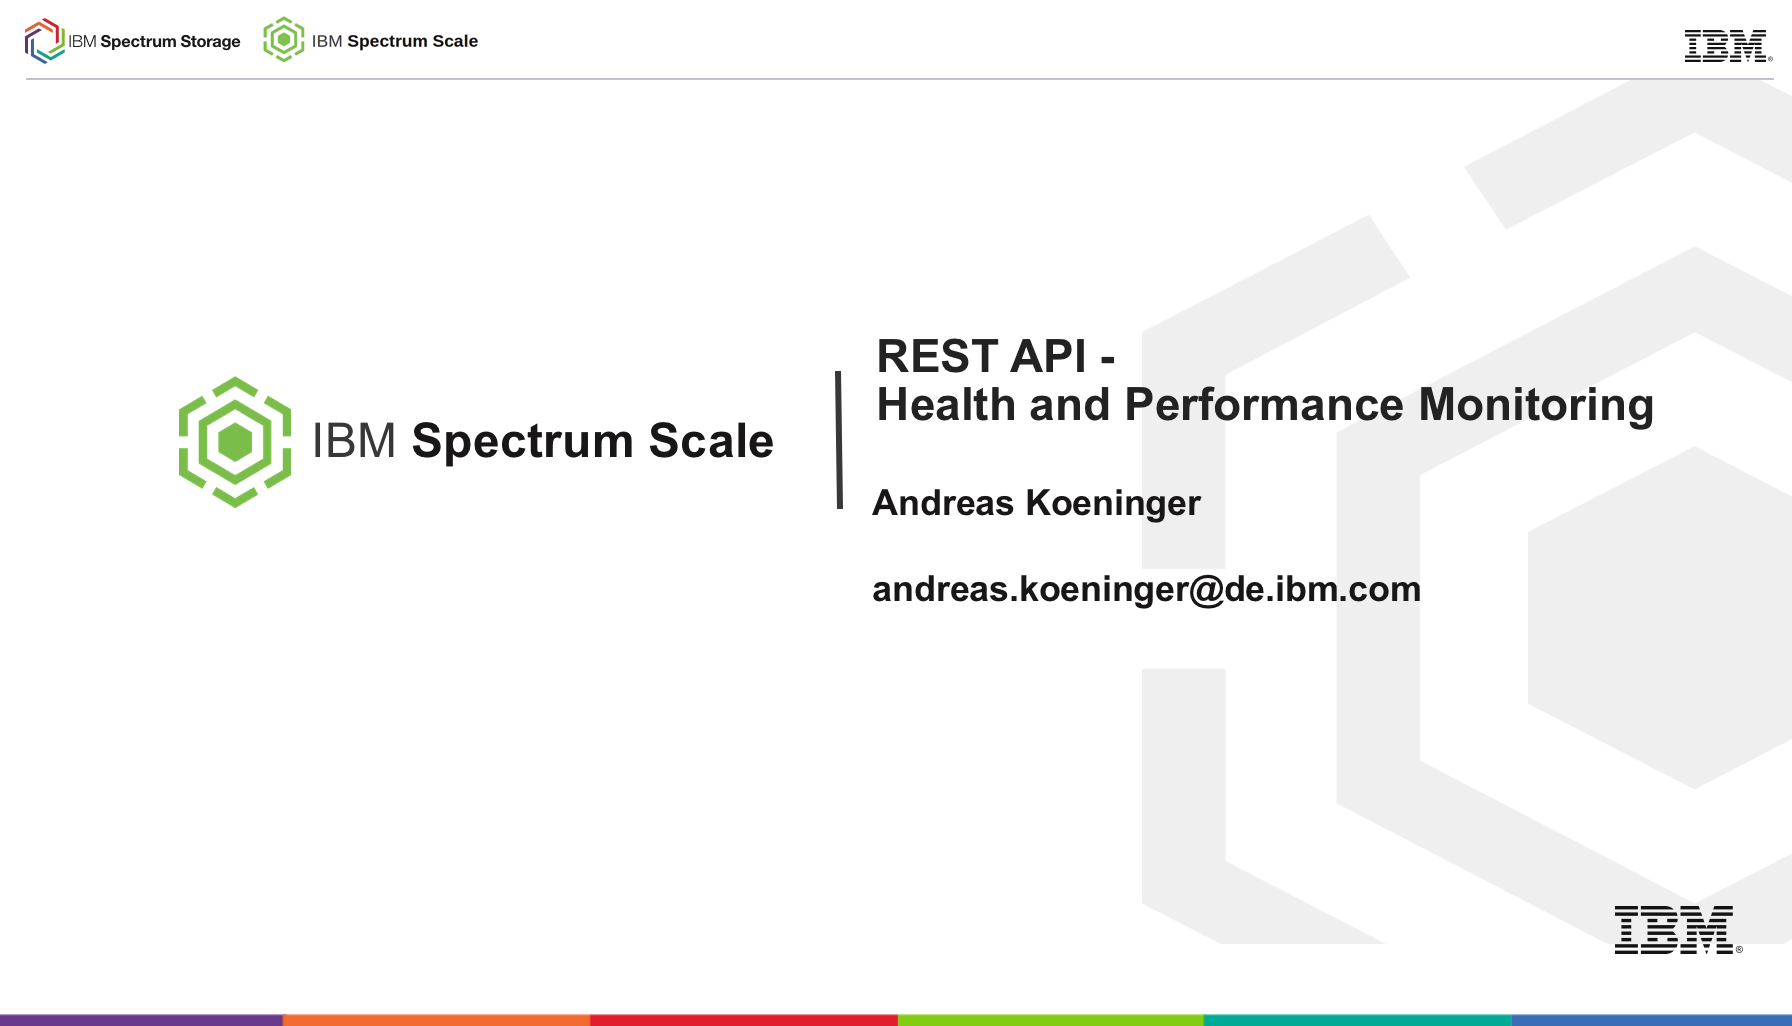 IBM Spectrum Storage
IBM Spectrum Scale
IBM®
REST API -
Health and Performance Monitoring
IBM Spectrum Scale
Andreas Koeninger
andreas.koeninger@de.ibm.com
IBM®